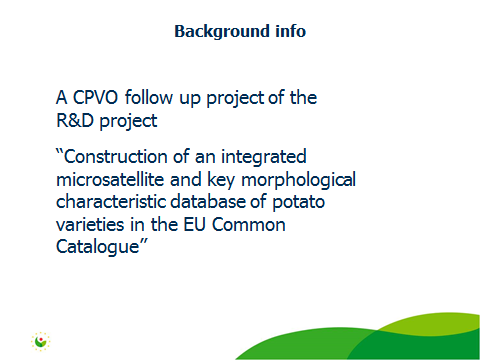 Background info
A CPVO follow up project of the
R&D project
“Construction of an integrated
microsatellite and key morphological
characteristic database of potato
varieties in the EU Common
Catalogue”